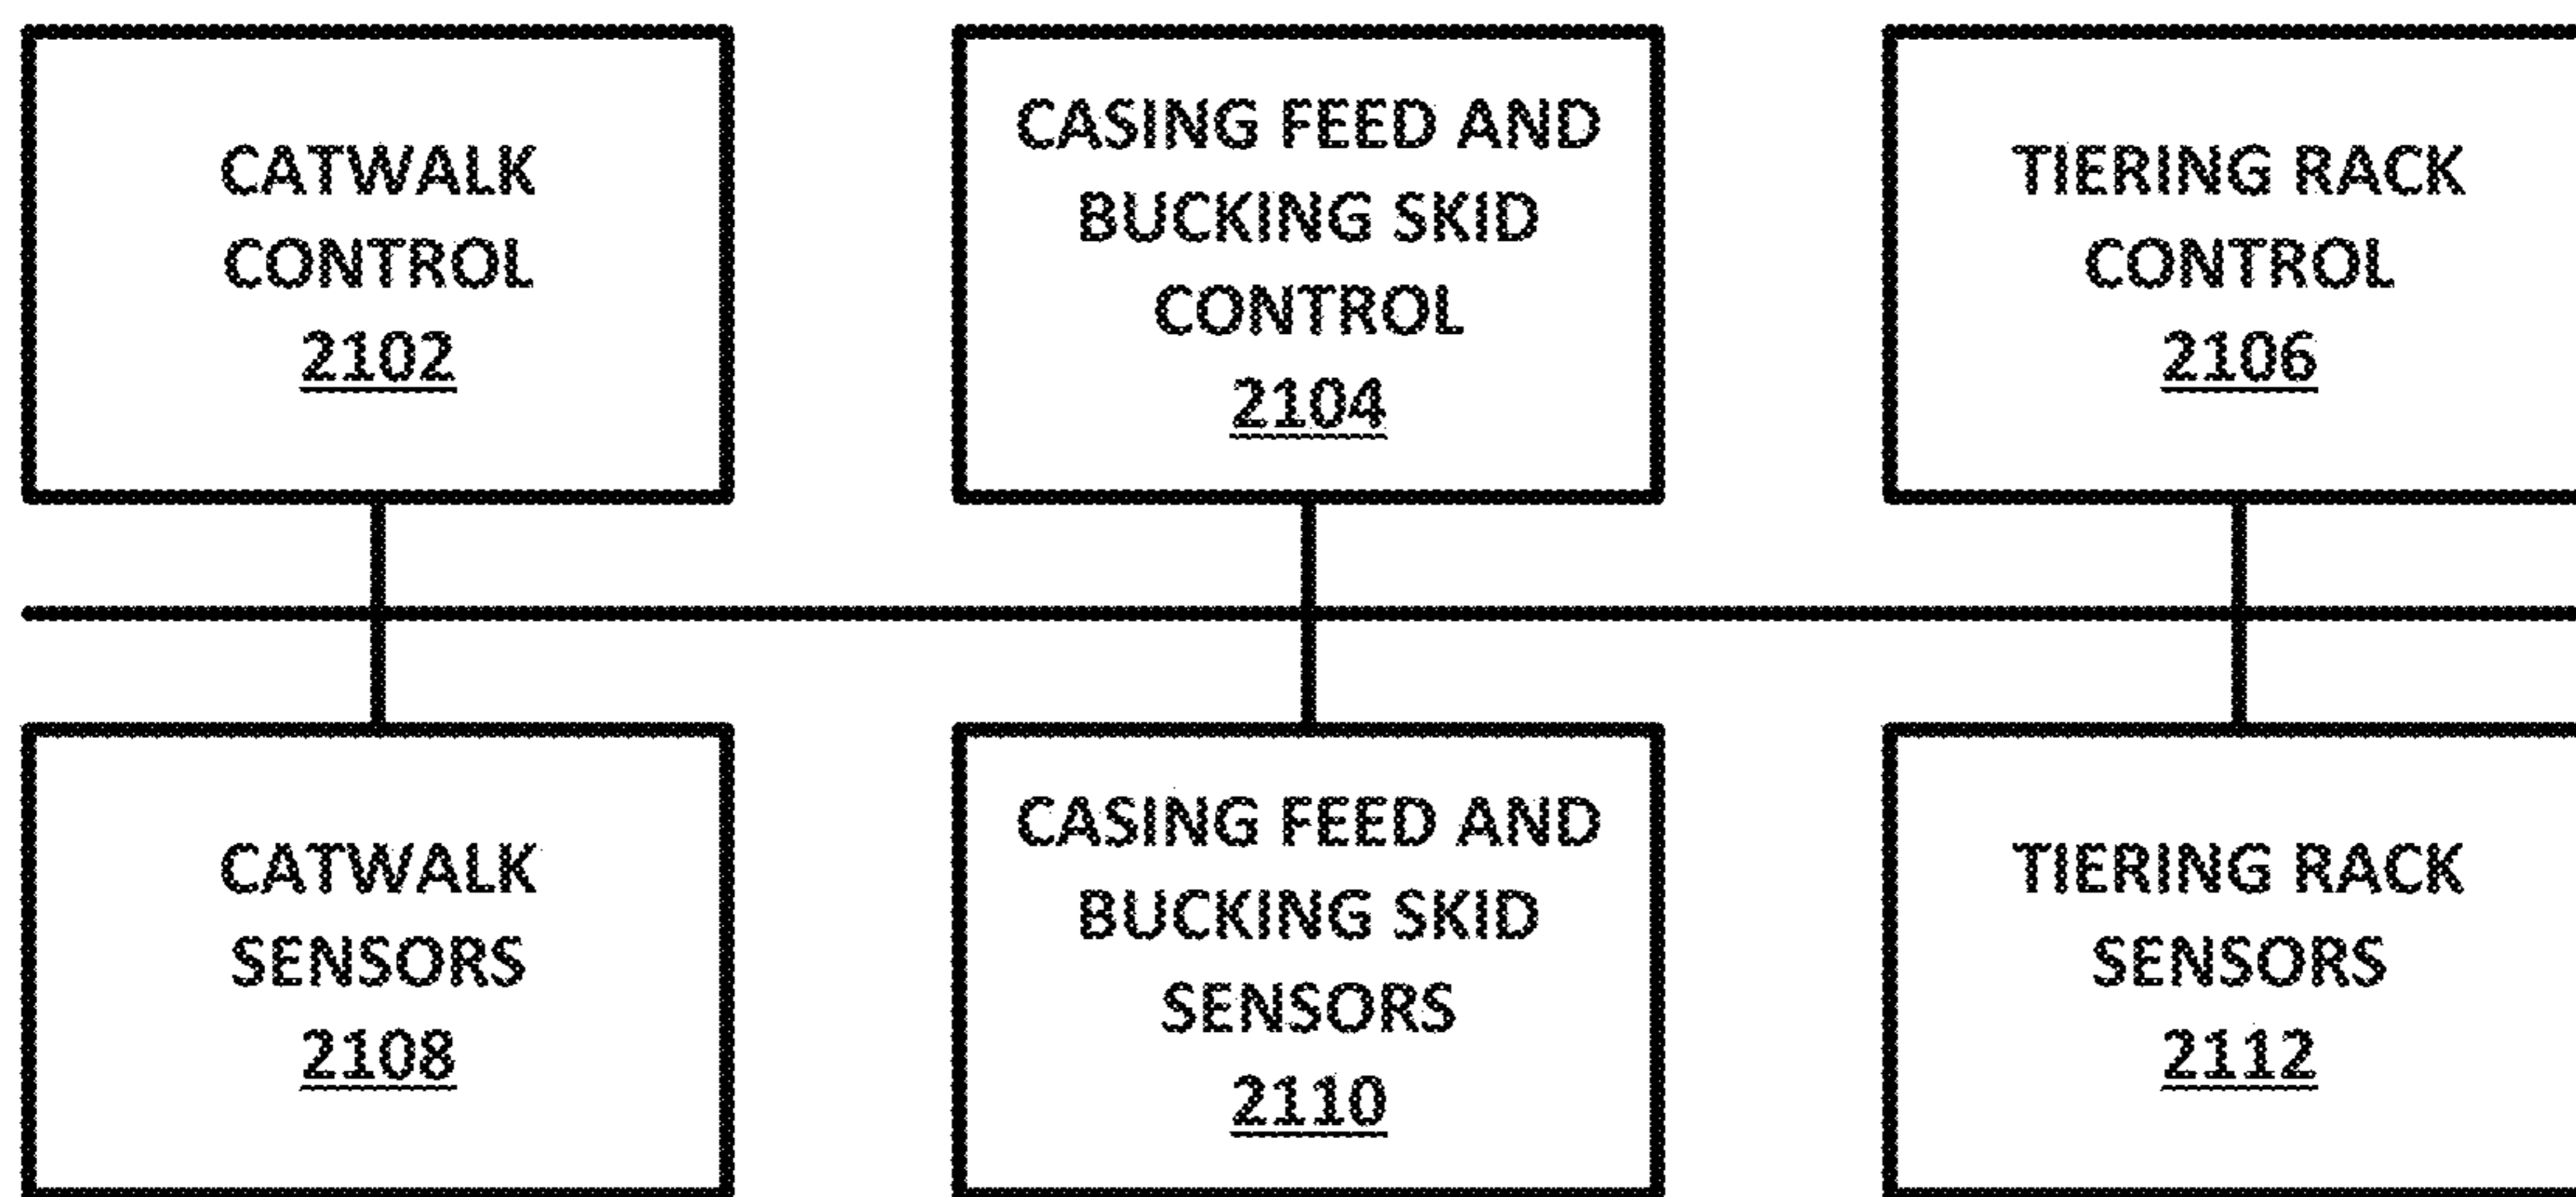 CATWALK
CONTROL
2102
CASING FEED AND
BUCKING SKID
CONTROL
2104
TIERING RACK
CONTROL
2106
CATWALK
SENSORS
2108
CASING FEED AND
BUCKING SKID
SENSORS
2110
TIERING RACK
SENSORS
2112